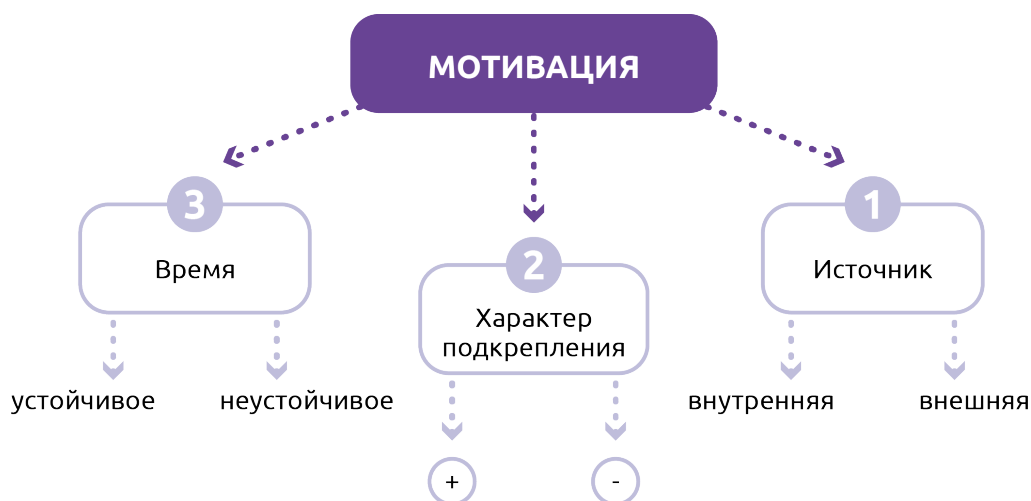 МОТИВАЦИЯ
3
Время
устойчивое
неустойчивое
2
Характер
подкрепления
+
-
1
Источник
внутренняя
внешняя